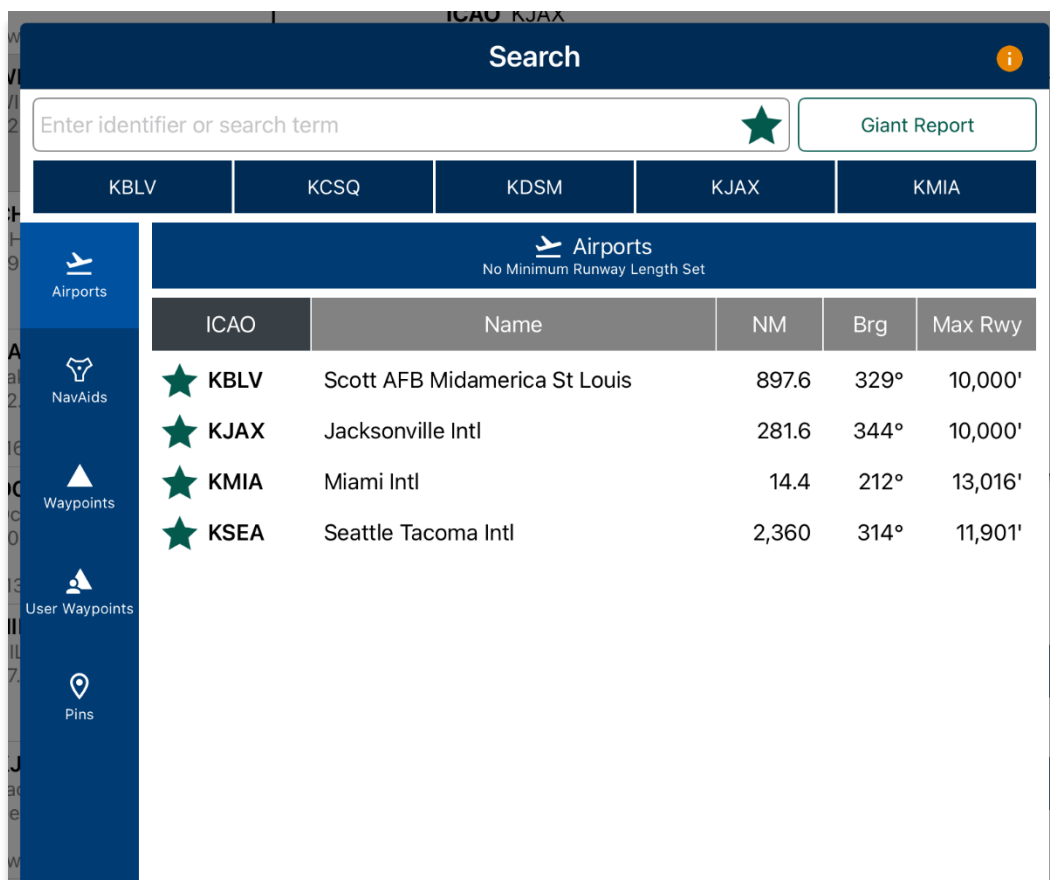 ICAO KJAX
Search
Enter identifier or search term
Giant Report
KBLV KCSQ KDSM KJAX KMIA
Airports
No Minimum Runway Length Set
Airports
NavAids
Waypoints
User Waypoints
Pins
ICAO Name NM Brg Max Rwy
KBLV Scott AFB Midamerica St Louis 897.6 329° 10,000'
KJAX Jacksonville Intl 281.6 344° 10,000'
KMIA Miami Intl 14.4 212° 13,016'
KSEA Seattle Tacoma Intl 2,360 314° 11,901'